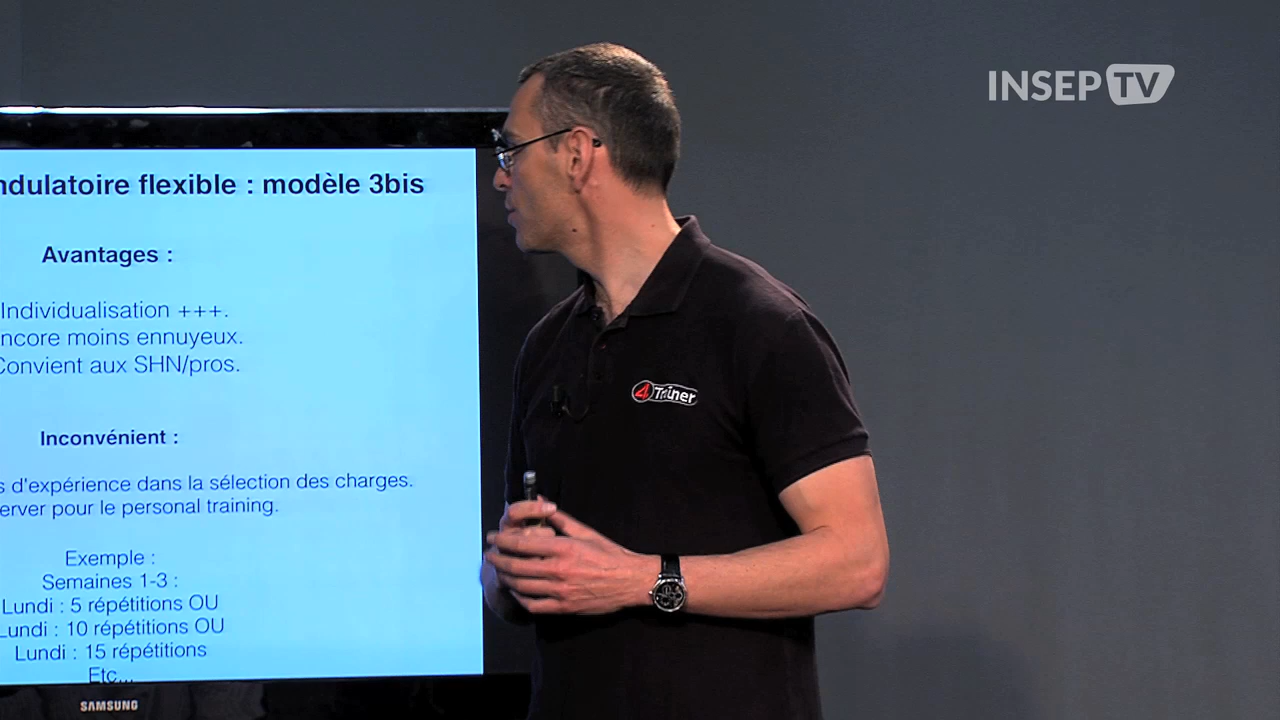 INSEP TV
ndulatoire flexible : modèle 3bis
Avantages :
Individualisation +++.
ncore moins ennuyeux.
Convient aux SHN/pros.
Inconvénient :
s d'expérience dans la sélection des charges.
erver pour le personal training.
Exemple :
Semaines 1-3 :
Lundi : 5 répétitions OU
Lundi : 10 répétitions OU
Lundi : 15 répétitions
Etc...
SAMSUNG
4Trainer